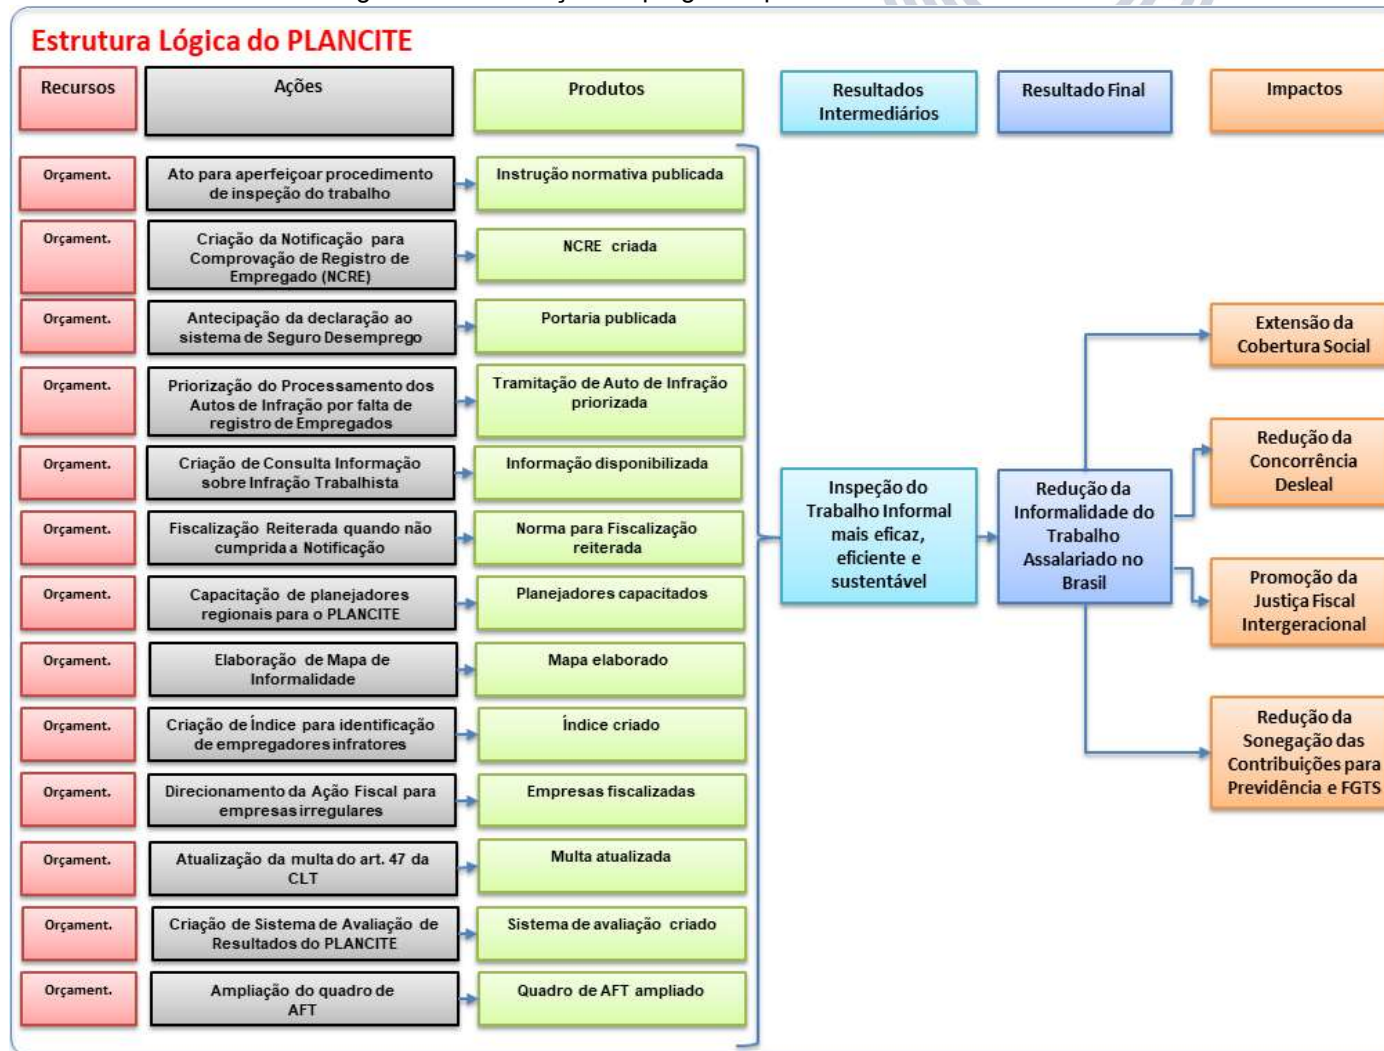 Estrutura Lógica do PLANCITE
Recursos
Ações
Produtos
Resultados
Intermediários
Resultado Final
Impactos
Orçament.
Ato para aperfeiçoar procedimento
de inspeção do trabalho
Instrução normativa publicada
Orçament.
Criação da Notificação para
Comprovação de Registro de
Empregado (NCRE)
NCRE criada
Orçament.
Antecipação da declaração ao
sistema de Seguro Desemprego
Portaria publicada
Orçament.
Priorização do Processamento dos
Autos de Infração por falta de
registro de Empregados
Tramitação de Auto de Infração
priorizada
Orçament.
Criação de Consulta Informação
sobre Infração Trabalhista
Informação disponibilizada
Orçament.
Fiscalização Reiterada quando não
cumprida a Notificação
Norma para Fiscalização
reiterada
Orçament.
Capacitação de planejadores
regionais para o PLANCITE
Planejadores capacitados
Orçament.
Elaboração de Mapa de
Informalidade
Mapa elaborado
Orçament.
Criação de Índice para identificação
de empregadores infratores
Índice criado
Orçament.
Direcionamento da Ação Fiscal para
empresas irregulares
Empresas fiscalizadas
Orçament.
Atualização da multa do art. 47 da
CLT
Multa atualizada
Orçament.
Criação de Sistema de Avaliação de
Resultados do PLANCITE
Sistema de avaliação criado
Orçament.
Ampliação do quadro de
AFT
Quadro de AFT ampliado
Inspeção do
Trabalho Informal
mais eficaz,
eficiente e
sustentável
Redução da
Informalidade do
Trabalho
Assalariado no
Brasil
Extensão da
Cobertura Social
Redução da
Concorrência
Desleal
Promoção da
Justiça Fiscal
Intergeracional
Redução da
Sonegação das
Contribuições para
Previdência e FGTS